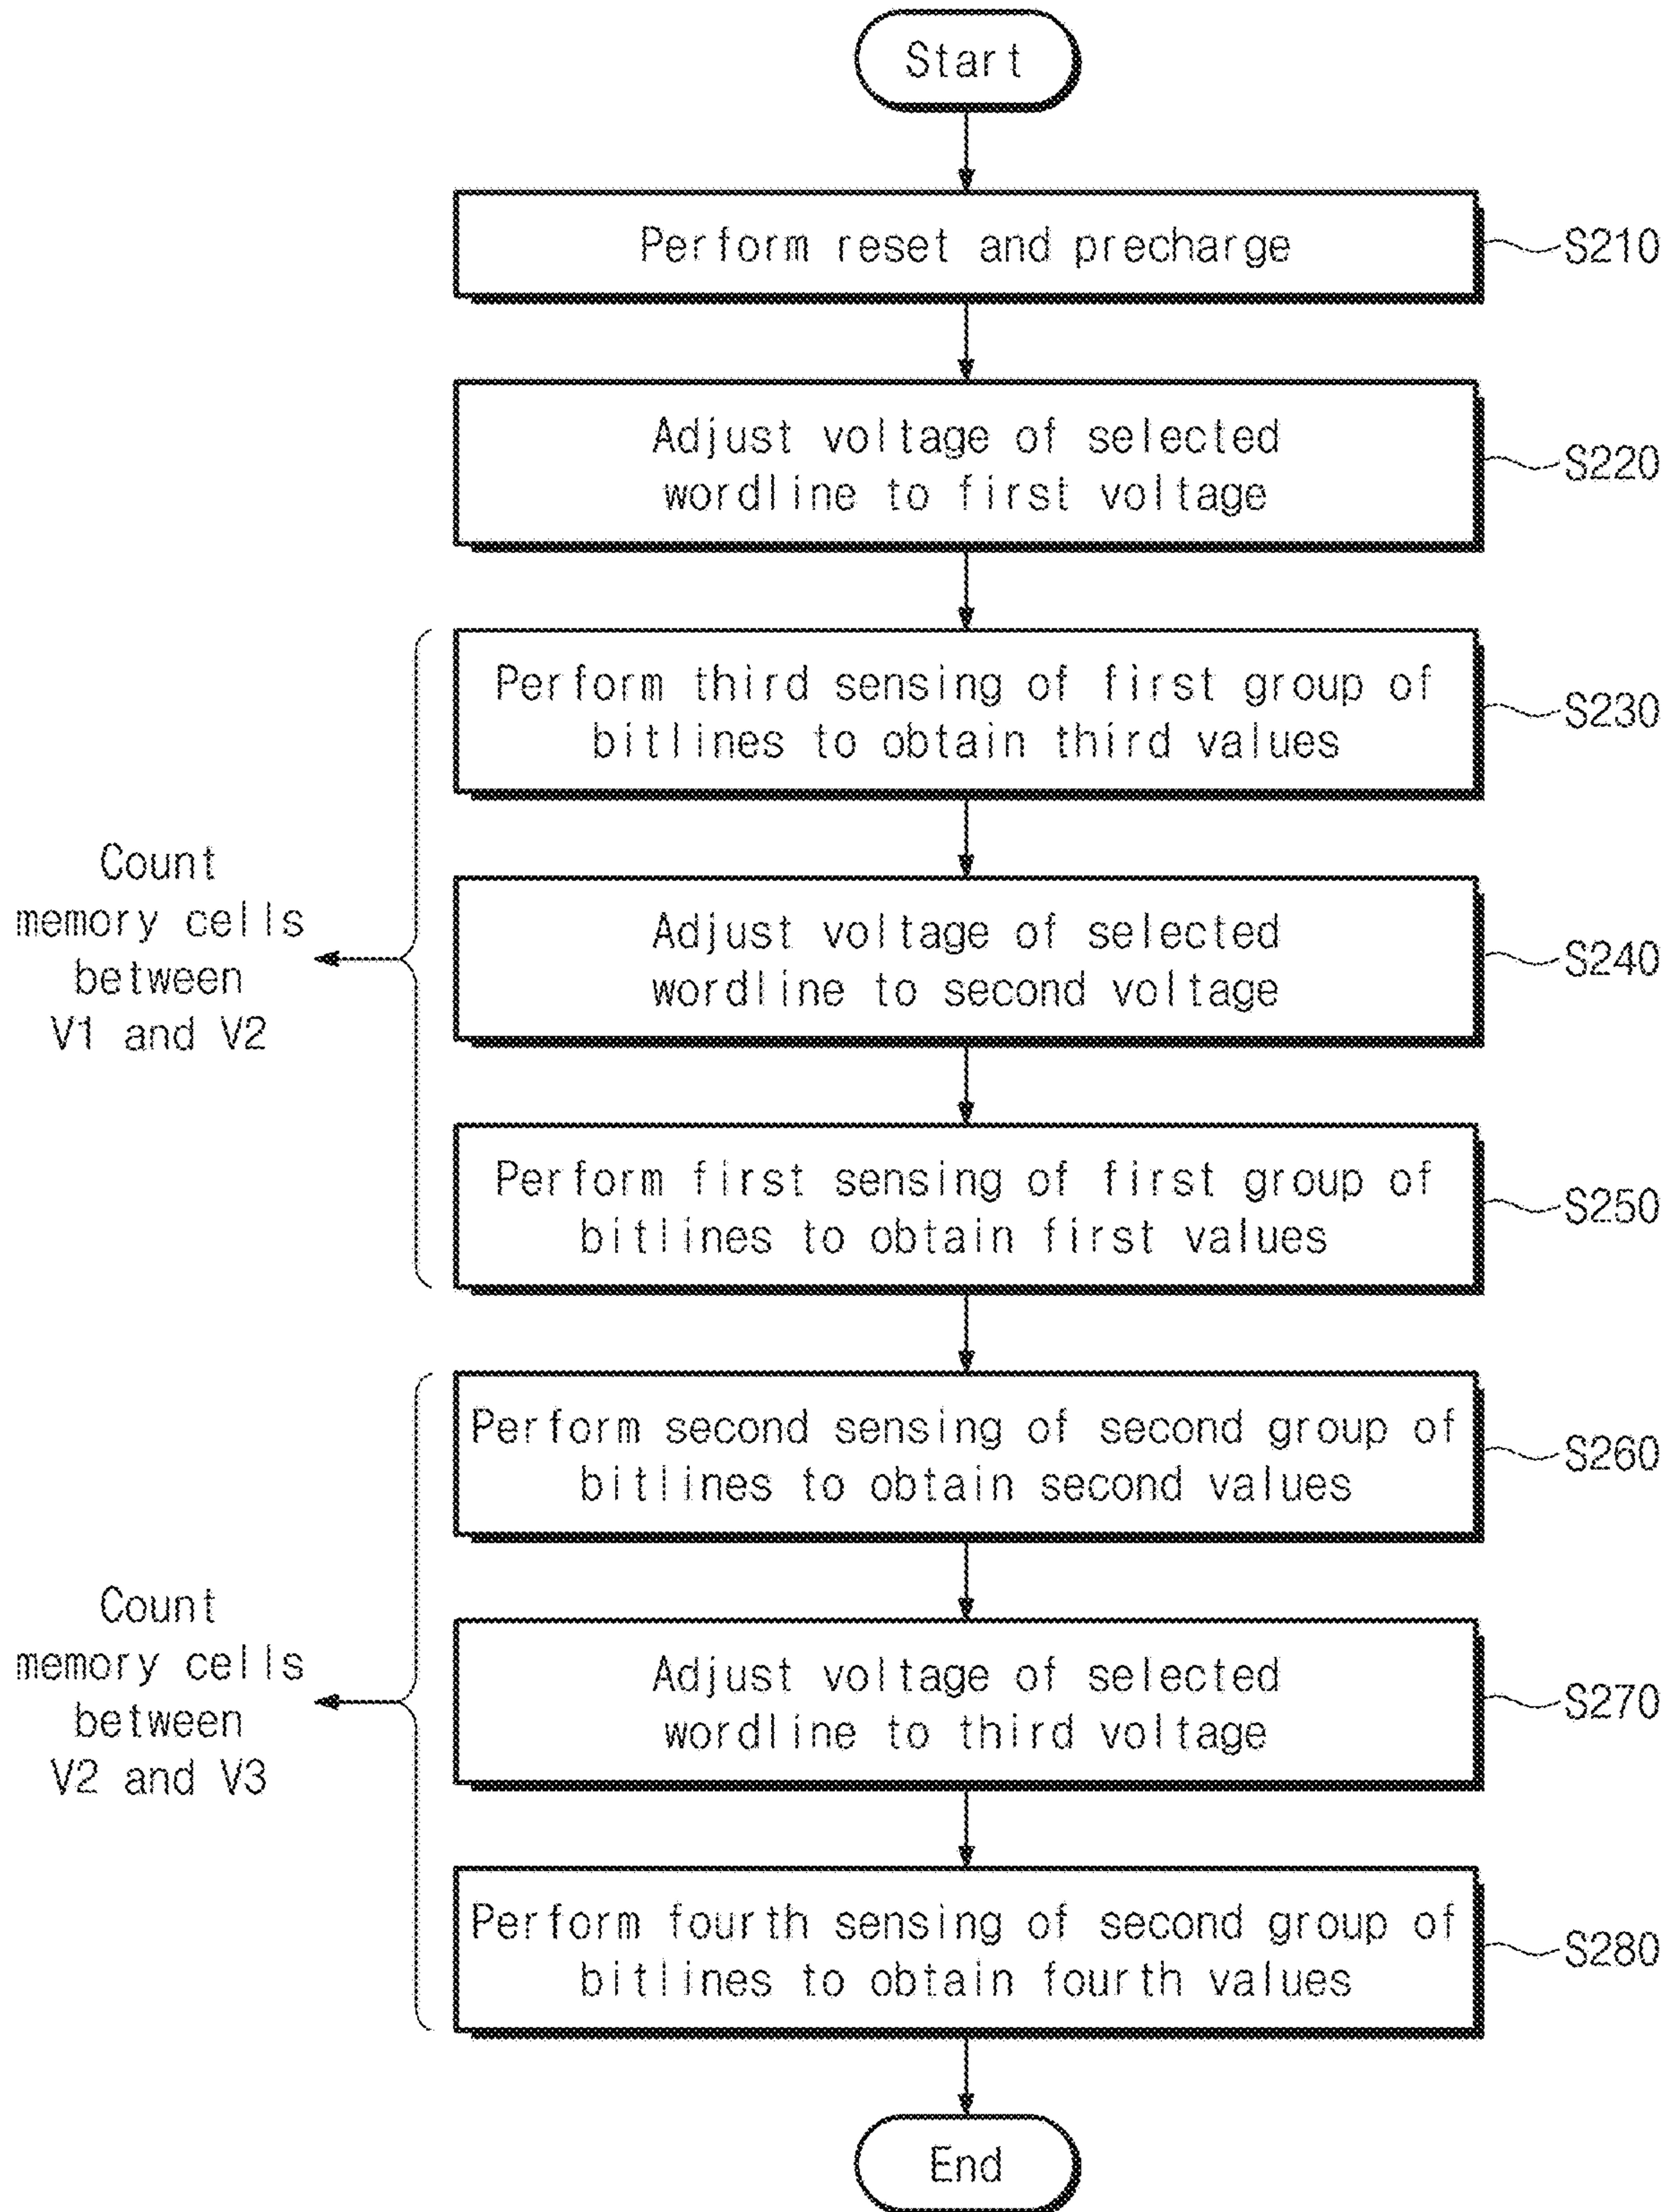 Start
Perform reset and precharge
S210
Adjust voltage of selected
wordline to first voltage
S220
Perform third sensing of first group of
bitlines to obtain third values
S230
Count
memory cells
between
V1 and V2
Adjust voltage of selected
wordline to second voltage
S240
Perform first sensing of first group of
bitlines to obtain first values
S250
Perform second sensing of second group of
bitlines to obtain second values
S260
Count
memory cells
between
V2 and V3
Adjust voltage of selected
wordline to third voltage
S270
Perform fourth sensing of second group of
bitlines to obtain fourth values
S280
End